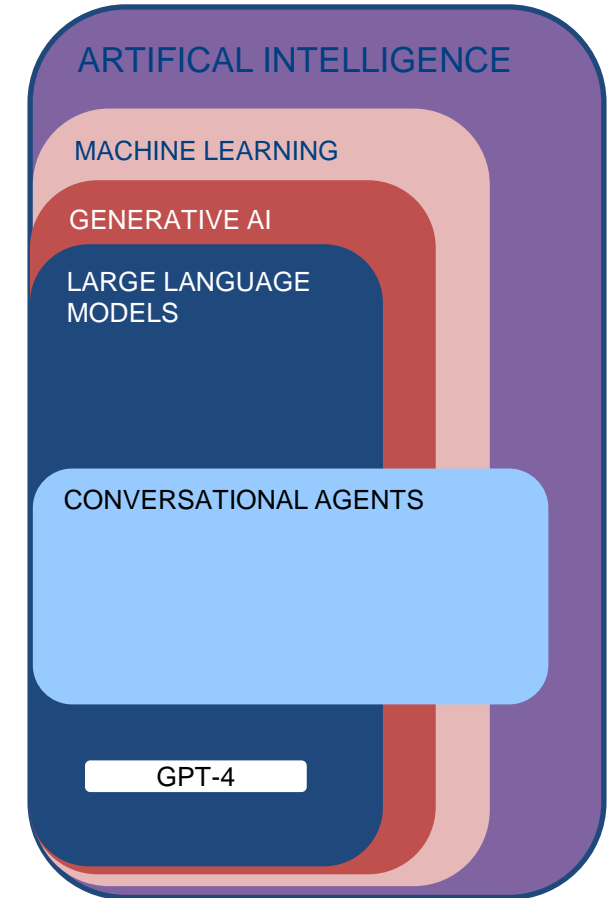 ARTIFICAL INTELLIGENCE
MACHINE LEARNING
GENERATIVE AI
LARGE LANGUAGE
MODELS
CONVERSATIONAL AGENTS
GPT-4